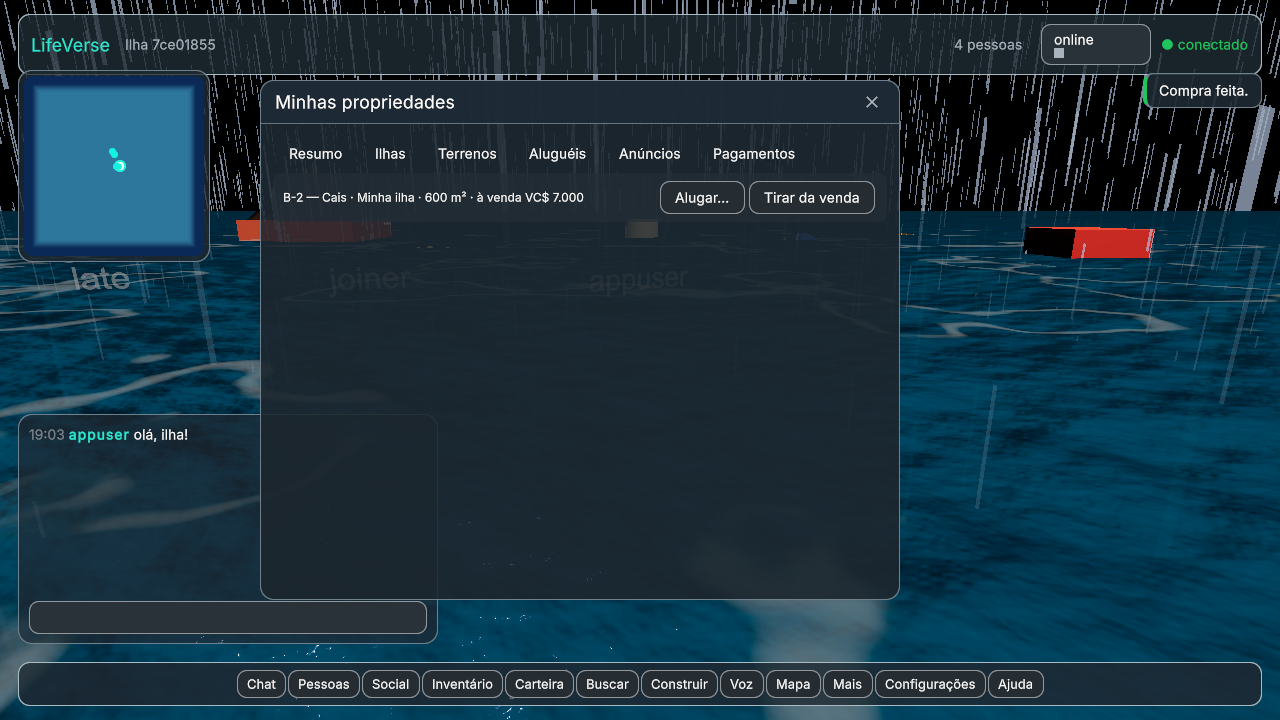 LifeVerse Ilha 7ce01855 4 pessoas online conectado
Compra feita.
Minhas propriedades
Resumo Ilhas Terrenos Aluguéis Anúncios Pagamentos
B-2 — Cais · Minha ilha · 600 m² · à venda VC$ 7.000 Alugar... Tirar da venda
late joiner appuser
19:03 appuser olá, ilha!
Chat Pessoas Social Inventário Carteira Buscar Construir Voz Mapa Mais Configurações Ajuda